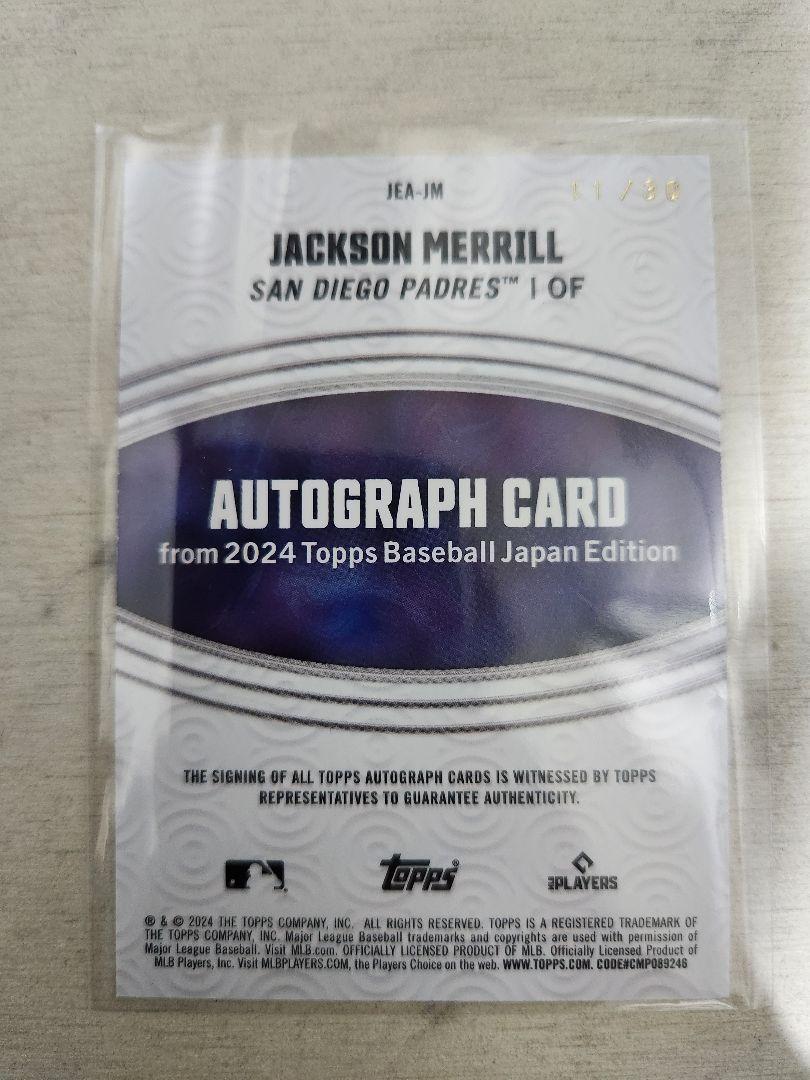 JEA-JM
11/30
JACKSON MERRILL
SAN DIEGO PADRES™ | OF
AUTOGRAPH CARD
from 2024 Topps Baseball Japan Edition
THE SIGNING OF ALL TOPPS AUTOGRAPH CARDS IS WITNESSED BY TOPPS
REPRESENTATIVES TO GUARANTEE AUTHENTICITY.
topps®
PLAYERS
® & © 2024 THE TOPPS COMPANY, INC. ALL RIGHTS RESERVED. TOPPS IS A REGISTERED TRADEMARK OF
THE TOPPS COMPANY, INC. Major League Baseball trademarks and copyrights are used with permission of
Major League Baseball. Visit MLB.com. OFFICIALLY LICENSED PRODUCT OF MLB. Officially Licensed Product of
MLB Players, Inc. Visit MLBPLAYERS.COM, the Players Choice on the web. WWW.TOPPS.COM. CODE#CMP089246